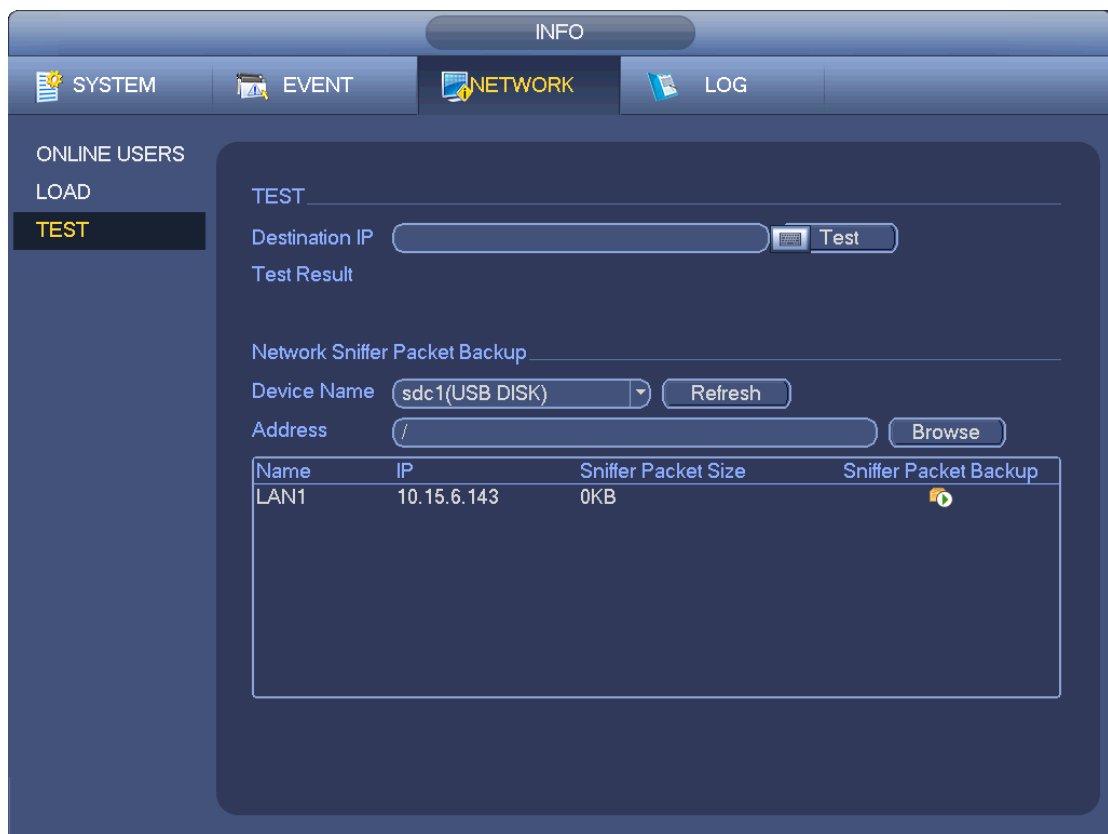 INFO
SYSTEM EVENT NETWORK LOG
ONLINE USERS
LOAD
TEST
TEST
Destination IP Test
Test Result
Network Sniffer Packet Backup
Device Name sdc1(USB DISK) Refresh
Address / Browse
Name IP Sniffer Packet Size Sniffer Packet Backup
LAN1 10.15.6.143 0KB